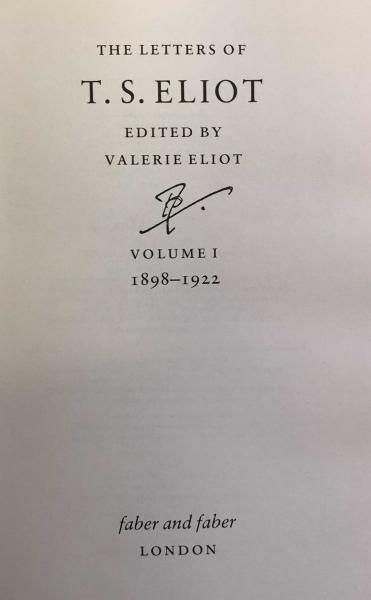 THE LETTERS OF
T. S. ELIOT
EDITED BY
VALERIE ELIOT
VOLUME I
1898–1922
faber and faber
LONDON